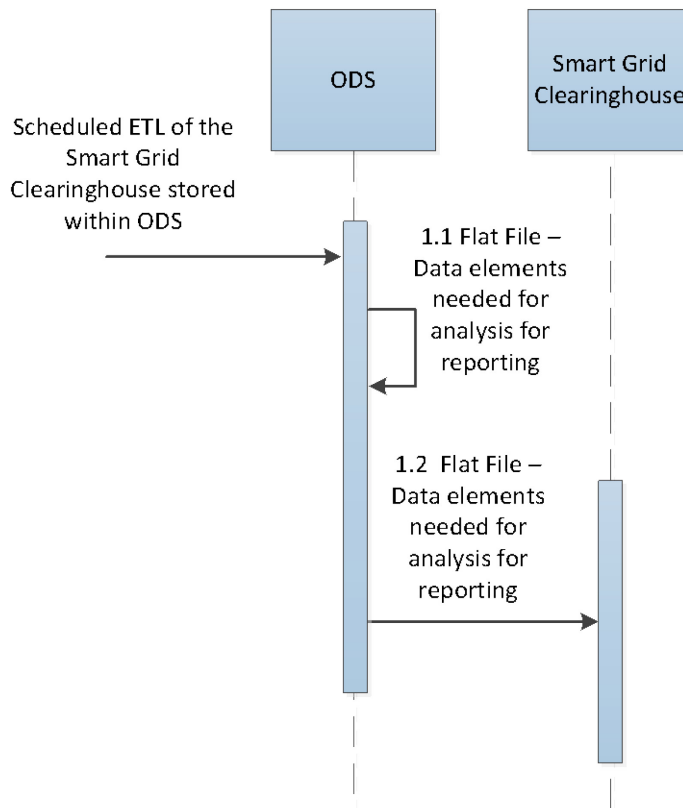 ODS
Smart Grid
Clearinghouse
Scheduled ETL of the
Smart Grid
Clearinghouse stored
within ODS
1.1 Flat File –
Data elements
needed for
analysis for
reporting
1.2  Flat File –
Data elements
needed for
analysis for
reporting